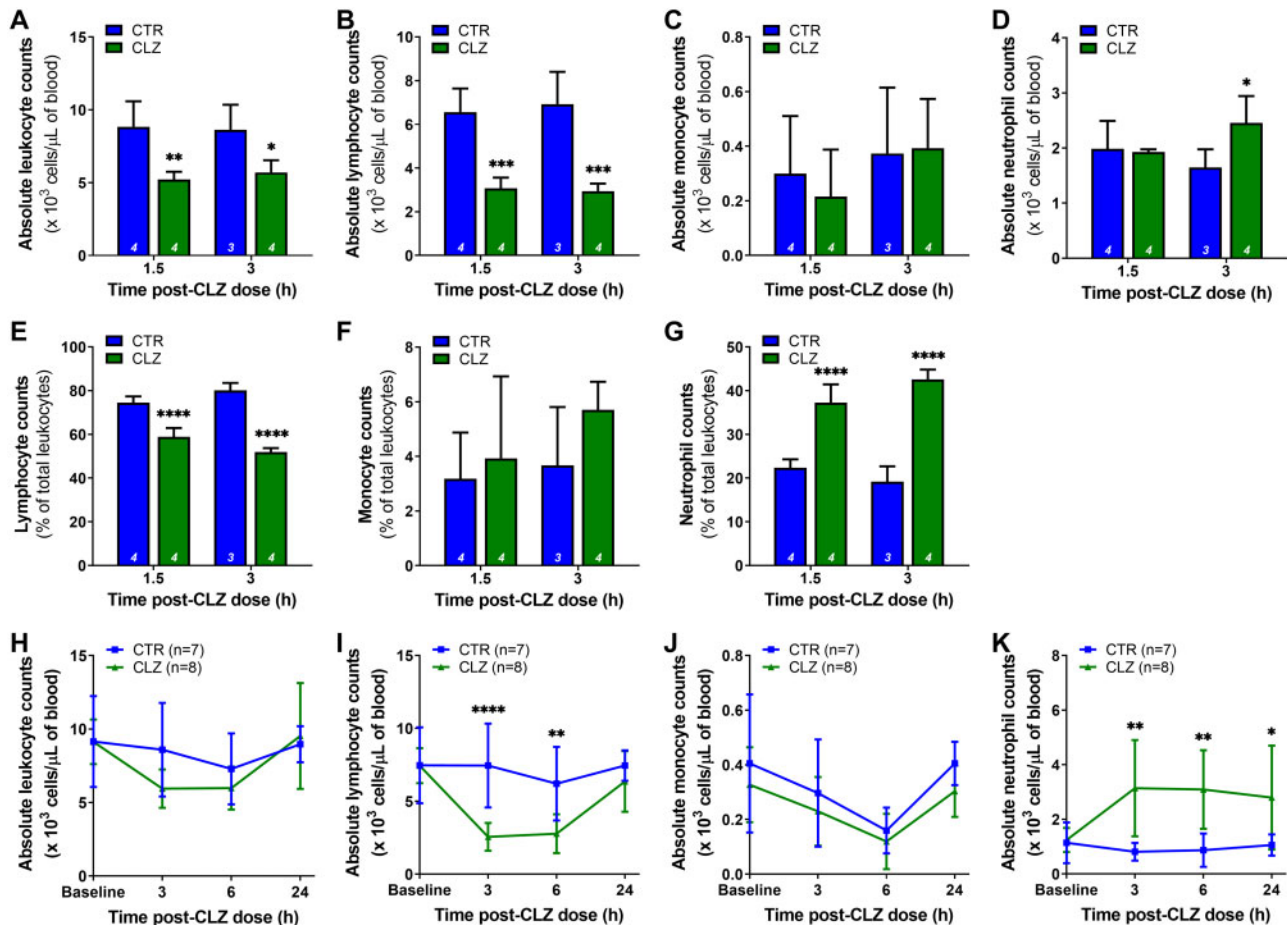 A
CTR
CLZ
Absolute leukocyte counts
(x 10³ cells/μL of blood)
15
10
5
0
**
*
4
4
3
4
1.5
3
Time post-CLZ dose (h)
B
CTR
CLZ
Absolute lymphocyte counts
(x 10³ cells/μL of blood)
10
8
6
4
2
0
***
***
4
4
3
4
1.5
3
Time post-CLZ dose (h)
C
CTR
CLZ
Absolute monocyte counts
(x 10³ cells/μL of blood)
0.8
0.6
0.4
0.2
0.0
4
4
3
4
1.5
3
Time post-CLZ dose (h)
D
CTR
CLZ
Absolute neutrophil counts
(x 10³ cells/μL of blood)
4
3
2
1
0
*
4
4
3
4
1.5
3
Time post-CLZ dose (h)
E
CTR
CLZ
Lymphocyte counts
(% of total leukocytes)
100
80
60
40
20
0
****
****
4
4
3
4
1.5
3
Time post-CLZ dose (h)
F
CTR
CLZ
Monocyte counts
(% of total leukocytes)
8
6
4
2
0
4
4
3
4
1.5
3
Time post-CLZ dose (h)
G
CTR
CLZ
Neutrophil counts
(% of total leukocytes)
50
40
30
20
10
0
****
****
4
4
3
4
1.5
3
Time post-CLZ dose (h)
H
CTR (n=7)
CLZ (n=8)
Absolute leukocyte counts
(x 10³ cells/μL of blood)
15
10
5
0
Baseline
3
6
24
Time post-CLZ dose (h)
I
CTR (n=7)
CLZ (n=8)
Absolute lymphocyte counts
(x 10³ cells/μL of blood)
15
10
5
0
****
**
Baseline
3
6
24
Time post-CLZ dose (h)
J
CTR (n=7)
CLZ (n=8)
Absolute monocyte counts
(x 10³ cells/μL of blood)
0.8
0.6
0.4
0.2
0.0
Baseline
3
6
24
Time post-CLZ dose (h)
K
CTR (n=7)
CLZ (n=8)
Absolute neutrophil counts
(x 10³ cells/μL of blood)
8
6
4
2
0
**
**
*
Baseline
3
6
24
Time post-CLZ dose (h)